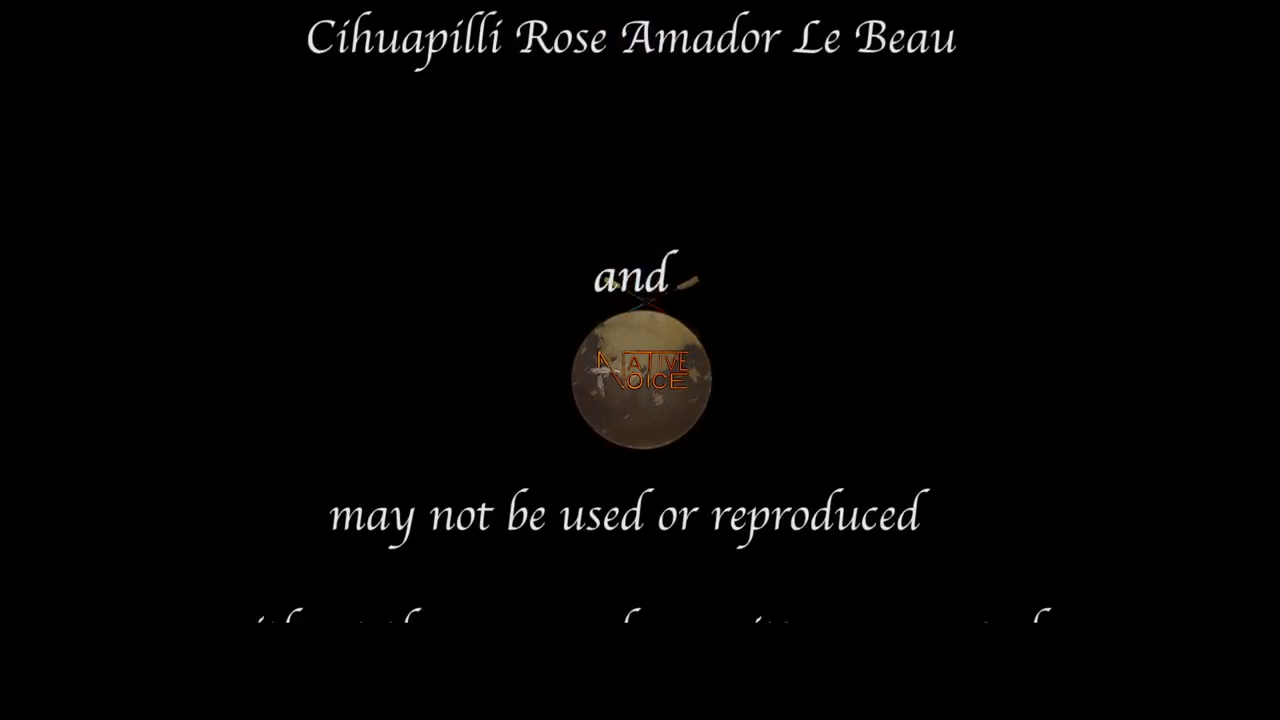 Cihuapilli Rose Amador Le Beau
and
NATIVE
VOICE
may not be used or reproduced